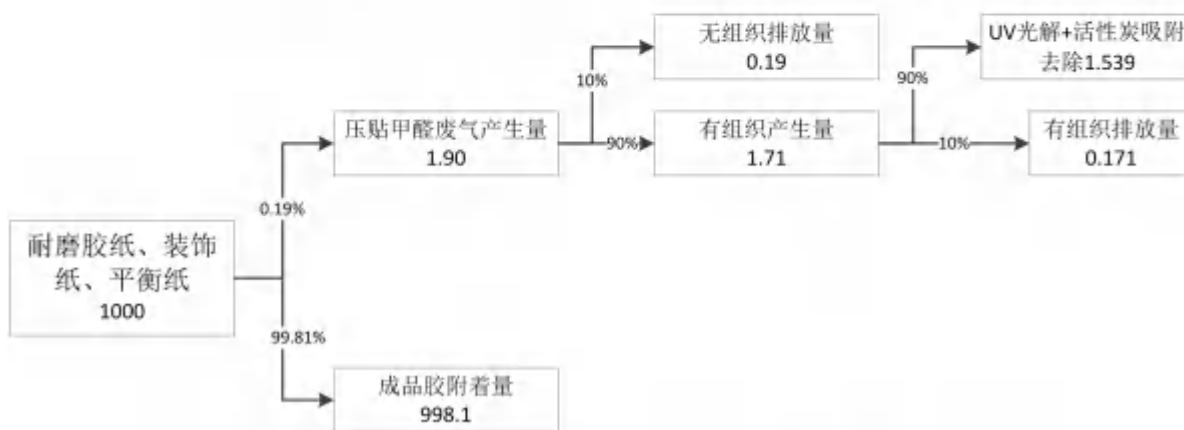 无组织排放量
0.19
UV光解+活性炭吸附
去除1.539
10%
90%
压贴甲醛废气产生量
1.90
90%
有组织产生量
1.71
10%
有组织排放量
0.171
0.19%
耐磨胶纸、装饰
纸、平衡纸
1000
99.81%
成品胶附着量
998.1